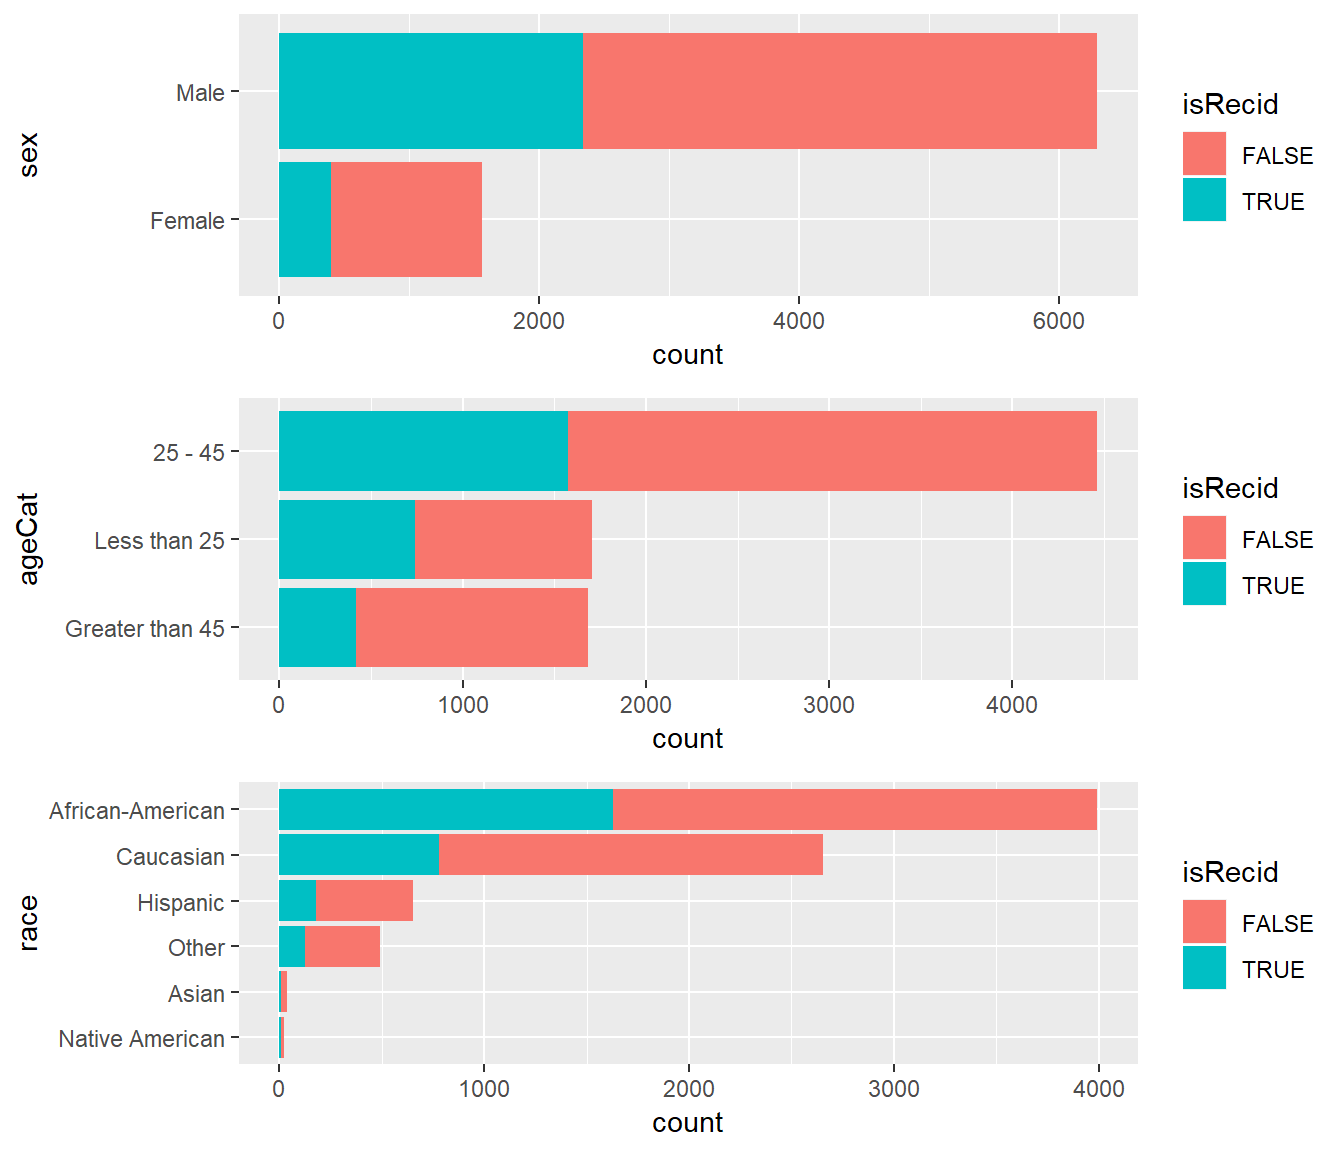 sex
Male
Female
0 2000 4000 6000
count
isRecid
FALSE
TRUE
ageCat
25 - 45
Less than 25
Greater than 45
0 1000 2000 3000 4000
count
isRecid
FALSE
TRUE
race
African-American
Caucasian
Hispanic
Other
Asian
Native American
0 1000 2000 3000 4000
count
isRecid
FALSE
TRUE